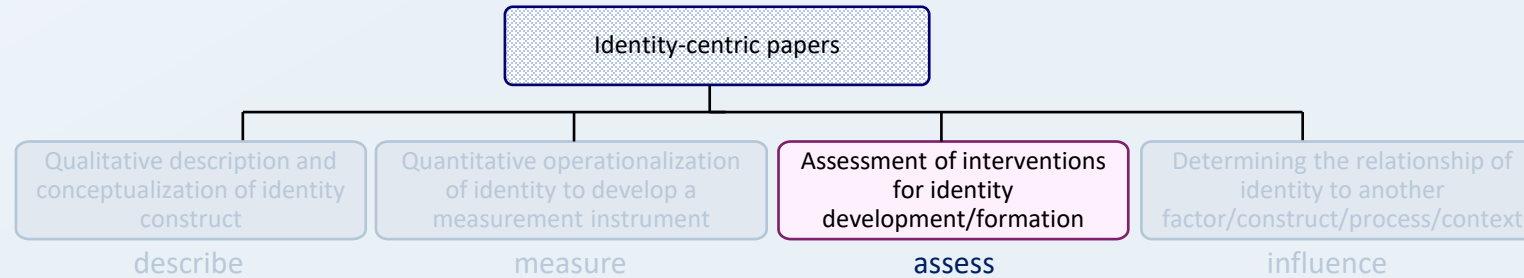 Identity-centric papers
Qualitative description and
conceptualization of identity
construct
Quantitative operationalization
of identity to develop a
measurement instrument
Assessment of interventions
for identity
development/formation
Determining the relationship of
identity to another
factor/construct/process/context
describe
measure
assess
influence